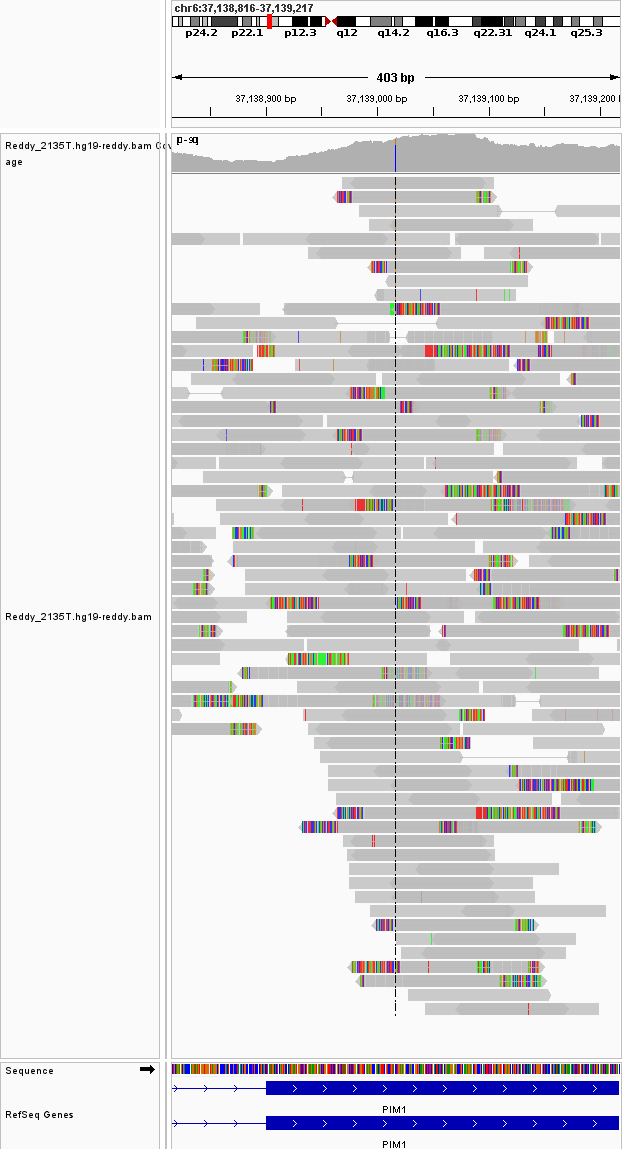 chr6:37,138,816-37,139,217
p24.2 p22.1 p12.3 q12 q14.2 q16.3 q22.31 q24.1 q25.3
403 bp
37,138,900 bp 37,139,000 bp 37,139,100 bp 37,139,200
Reddy_2135T.hg19-reddy.bam Cov
age
Reddy_2135T.hg19-reddy.bam
Sequence
PIM1
RefSeq Genes
PIM1